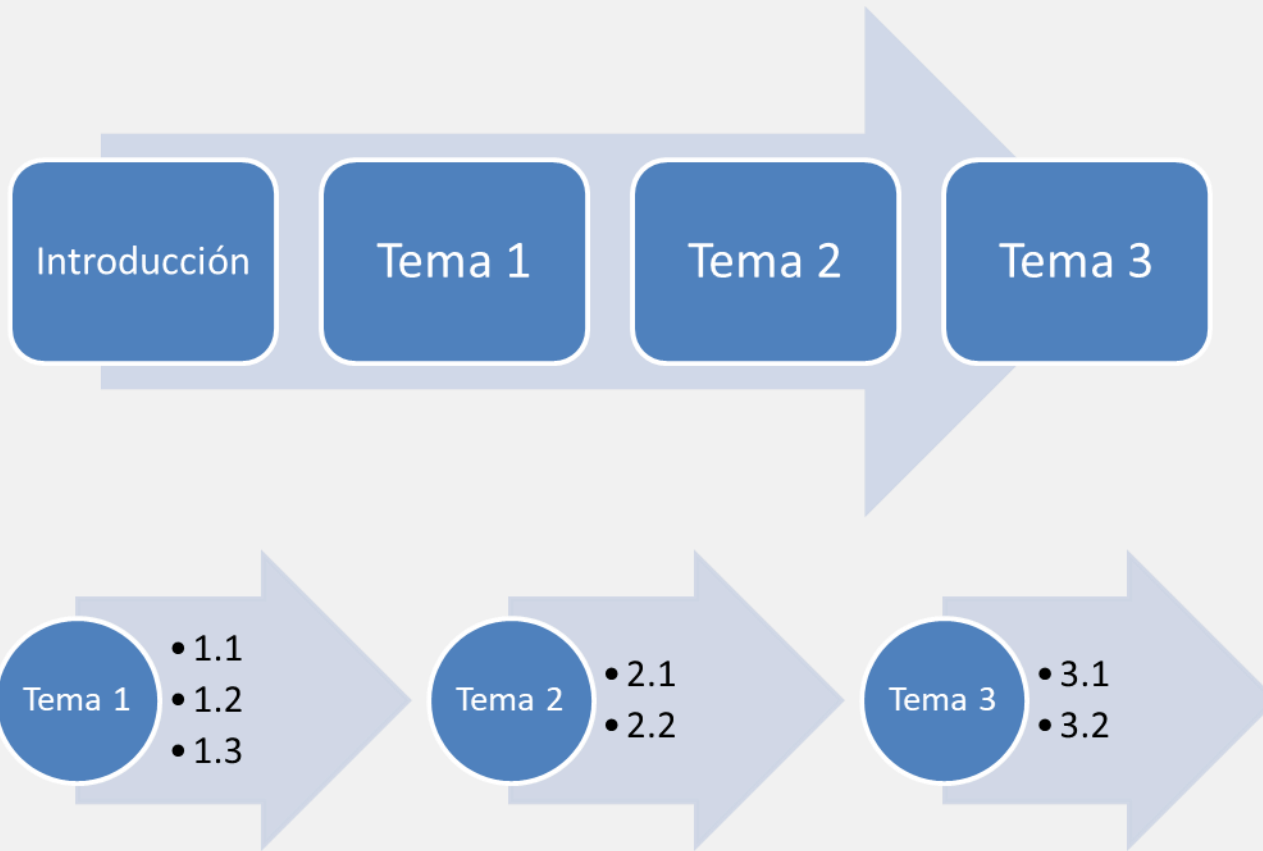 Introducción
Tema 1
Tema 2
Tema 3
Tema 1
• 1.1
• 1.2
• 1.3
Tema 2
• 2.1
• 2.2
Tema 3
• 3.1
• 3.2